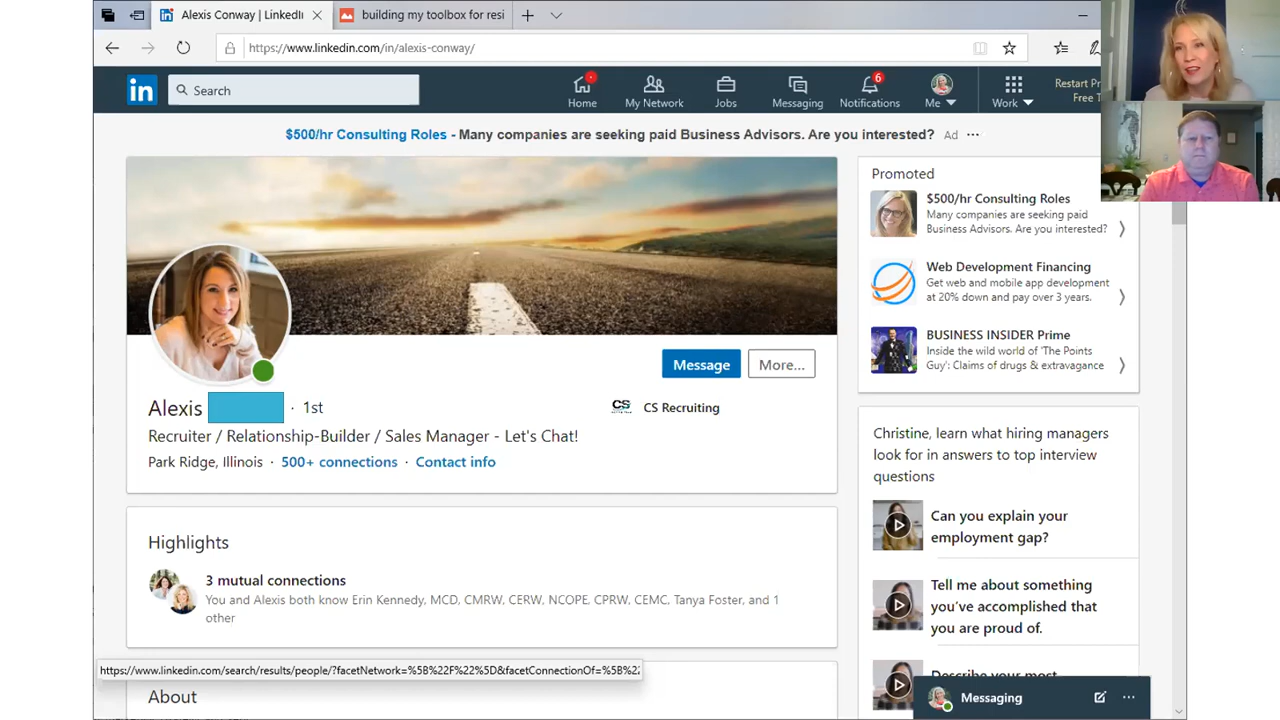 Alexis Conway | LinkedIn
building my toolbox for resi
https://www.linkedin.com/in/alexis-conway/
in
Search
Home
My Network
Jobs
Messaging
6
Notifications
Me
Work
Restart Pr
Free T
$500/hr Consulting Roles - Many companies are seeking paid Business Advisors. Are you interested? Ad ···
Message
More...
Alexis · 1st
CS
CS Recruiting
Recruiter / Relationship-Builder / Sales Manager - Let's Chat!
Park Ridge, Illinois · 500+ connections · Contact info
Highlights
3 mutual connections
You and Alexis both know Erin Kennedy, MCD, CMRW, CERW, NCOPE, CPRW, CEMC, Tanya Foster, and 1
other
https://www.linkedin.com/search/results/people/?facetNetwork=%5B%22F%22%5D&facetConnectionOf=%5B%22
About
Promoted
$500/hr Consulting Roles
Many companies are seeking paid
Business Advisors. Are you interested?
Web Development Financing
Get web and mobile app development
at 20% down and pay over 3 years.
BUSINESS INSIDER Prime
Inside the wild world of 'The Points
Guy': Claims of drugs & extravagance
Christine, learn what hiring managers
look for in answers to top interview
questions
Can you explain your
employment gap?
Tell me about something
you've accomplished that
you are proud of.
Describe your most
Messaging ···